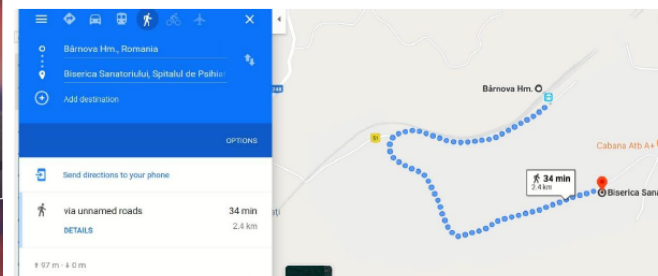 Bârnova Hm., Romania
Biserica Sanatoriului, Spitalul de Psihia
Add destination
OPTIONS
Send directions to your phone
via unnamed roads
34 min
DETAILS
2.4 km
97 m · 0 m
Bârnova Hm.
Cabana Atb A+
34 min
2.4 km
Biserica Sana